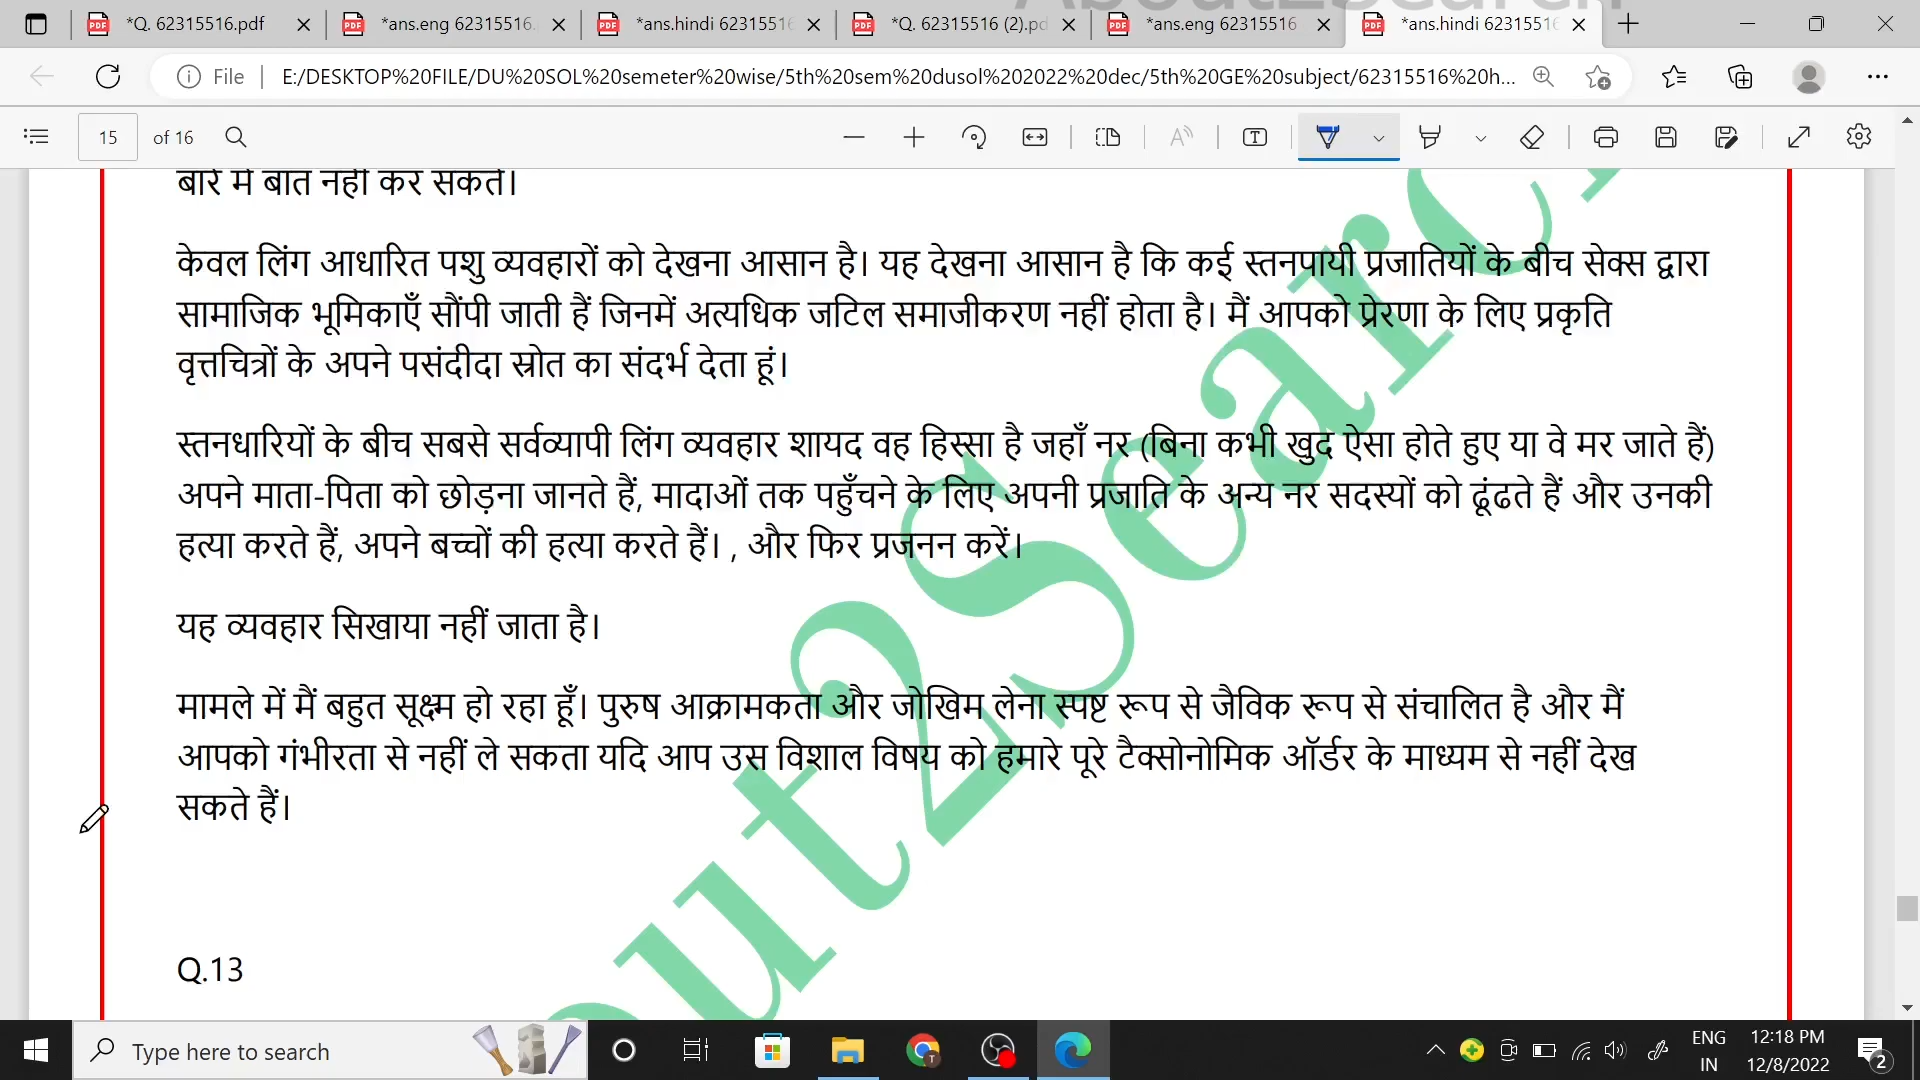 About2Search
*Q. 62315516.pdf
*ans.eng 62315516.
*ans.hindi 62315516
*Q. 62315516 (2).pd
*ans.eng 62315516
*ans.hindi 62315516
File
E:/DESKTOP%20FILE/DU%20SOL%20semeter%20wise/5th%20sem%20dusol%202022%20dec/5th%20GE%20subject/62315516%20h...
15 of 16
बारे में बात नहीं कर सकते।
केवल लिंग आधारित पशु व्यवहारों को देखना आसान है। यह देखना आसान है कि कई स्तनपायी प्रजातियों के बीच सेक्स द्वारा
सामाजिक भूमिकाएँ सौंपी जाती हैं जिनमें अत्यधिक जटिल समाजीकरण नहीं होता है। मैं आपको प्रेरणा के लिए प्रकृति
वृत्तचित्रों के अपने पसंदीदा स्रोत का संदर्भ देता हूं।
स्तनधारियों के बीच सबसे सर्वव्यापी लिंग व्यवहार शायद वह हिस्सा है जहाँ नर (बिना कभी खुद ऐसा होते हुए या वे मर जाते हैं)
अपने माता-पिता को छोड़ना जानते हैं, मादाओं तक पहुँचने के लिए अपनी प्रजाति के अन्य नर सदस्यों को ढूंढते हैं और उनकी
हत्या करते हैं, अपने बच्चों की हत्या करते हैं। , और फिर प्रजनन करें।
यह व्यवहार सिखाया नहीं जाता है।
मामले में मैं बहुत सूक्ष्म हो रहा हूँ। पुरुष आक्रामकता और जोखिम लेना स्पष्ट रूप से जैविक रूप से संचालित है और मैं
आपको गंभीरता से नहीं ले सकता यदि आप उस विशाल विषय को हमारे पूरे टैक्सोनोमिक ऑर्डर के माध्यम से नहीं देख
सकते हैं।
Q.13
out2Search
Type here to search
ENG
IN
12:18 PM
12/8/2022
2